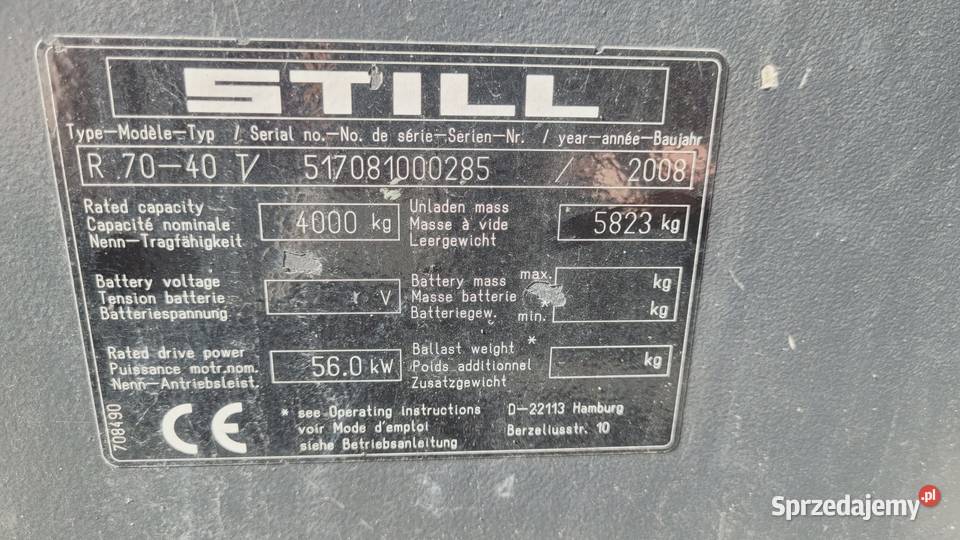 STILL
Type-Modèle-Typ / Serial no.-No. de série-Serien-Nr. / year-année-Baujahr
R 70-40 T/ 517081000285 / 2008
Rated capacity
Capacité nominale
Nenn-Tragfähigkeit
4000 kg
Unladen mass
Masse à vide
Leergewicht
5823 kg
Battery voltage
Tension batterie
Batteriespannung
V
Battery mass
Masse batterie
Batteriegew.
max. kg
* min. kg
Rated drive power
Puissance motr.nom.
Nenn-Antriebsleist.
56.0 kW
Ballast weight *
Poids additionnel
Zusatzgewicht
kg
708490
CE
* see Operating instructions
voir Mode d'emploi
siehe Betriebsanleitung
D-22113 Hamburg
Berzeliusstr. 10
Sprzedajemy.pl